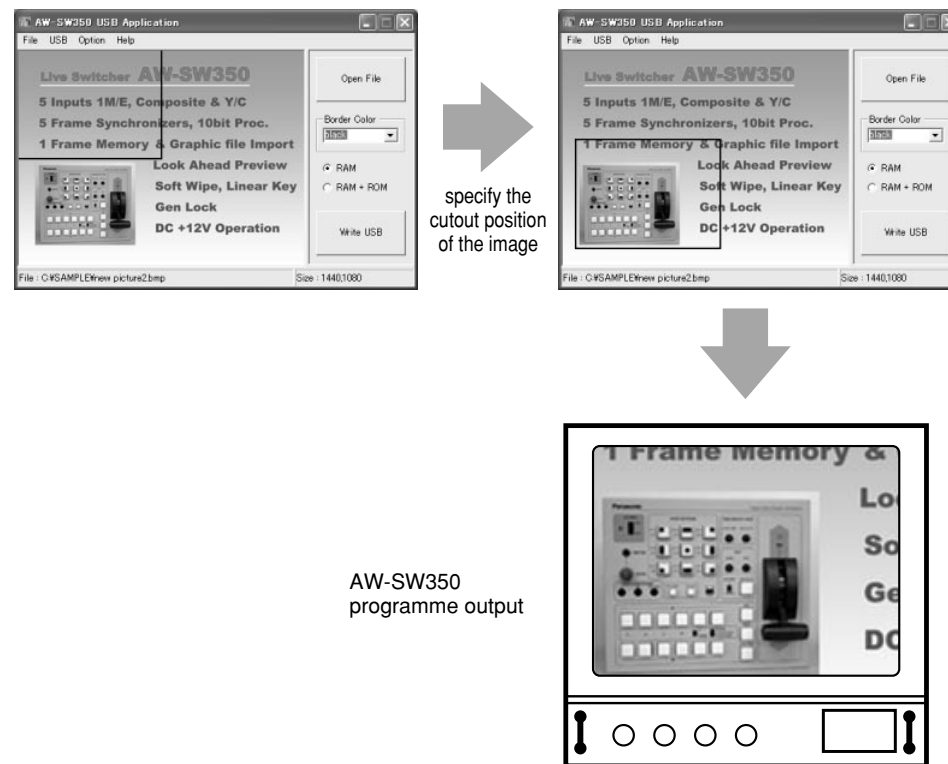 AW-SW350 USB Application
File USB Option Help
Live Switcher AW-SW350
5 Inputs 1M/E, Composite & Y/C
5 Frame Synchronizers, 10bit Proc.
1 Frame Memory & Graphic file Import
Look Ahead Preview
Soft Wipe, Linear Key
Gen Lock
DC +12V Operation
Open File
Border Color
black
RAM
RAM + ROM
Write USB
File : C:¥SAMPLE¥new picture2.bmp
Size : 1440,1080
specify the
cutout position
of the image
AW-SW350 USB Application
File USB Option Help
Live Switcher AW-SW350
5 Inputs 1M/E, Composite & Y/C
5 Frame Synchronizers, 10bit Proc.
1 Frame Memory & Graphic file Import
Look Ahead Preview
Soft Wipe, Linear Key
Gen Lock
DC +12V Operation
Open File
Border Color
black
RAM
RAM + ROM
Write USB
File : C:¥SAMPLE¥new picture2.bmp
Size : 1440,1080
AW-SW350
programme output
1 Frame Memory &
Lo
So
Ge
DC
Panasonic